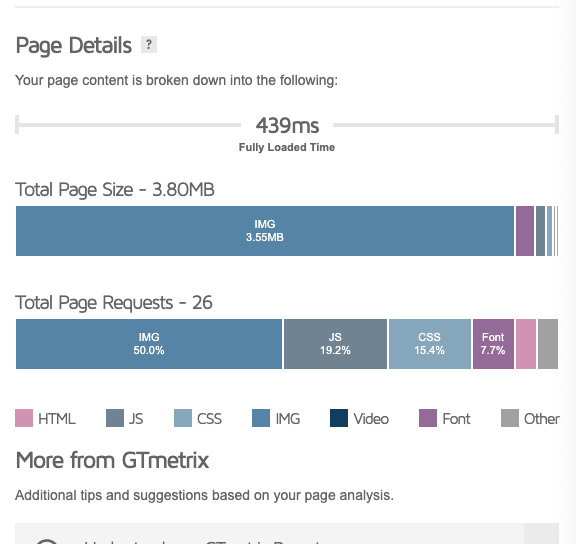 Page Details ?
Your page content is broken down into the following:
439ms
Fully Loaded Time
Total Page Size - 3.80MB
IMG
3.55MB
Total Page Requests - 26
IMG
50.0%
JS
19.2%
CSS
15.4%
Font
7.7%
HTML JS CSS IMG Video Font Other
More from GTmetrix
Additional tips and suggestions based on your page analysis.